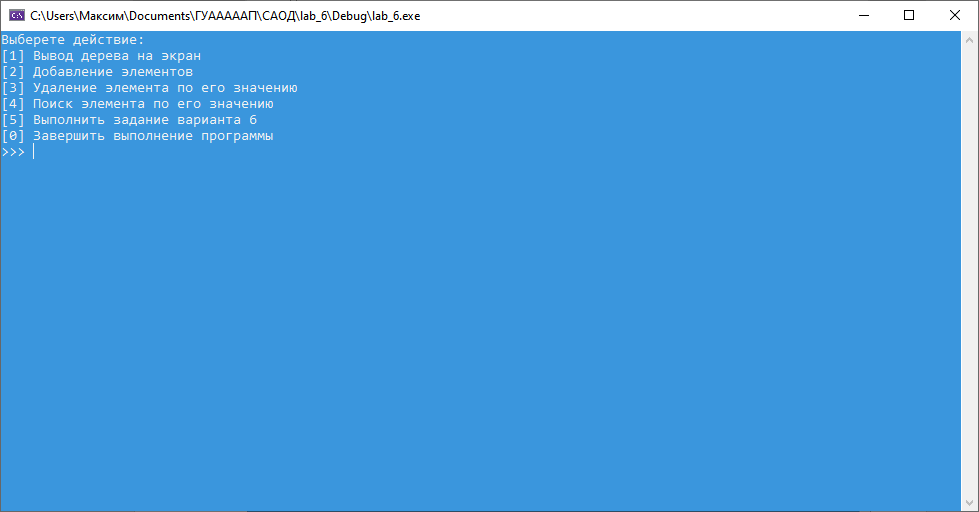 C:\Users\Максим\Documents\ГУАААААП\САОД\lab_6\Debug\lab_6.exe
Выберете действие:
[1] Вывод дерева на экран
[2] Добавление элементов
[3] Удаление элемента по его значению
[4] Поиск элемента по его значению
[5] Выполнить задание варианта 6
[0] Завершить выполнение программы
>>>